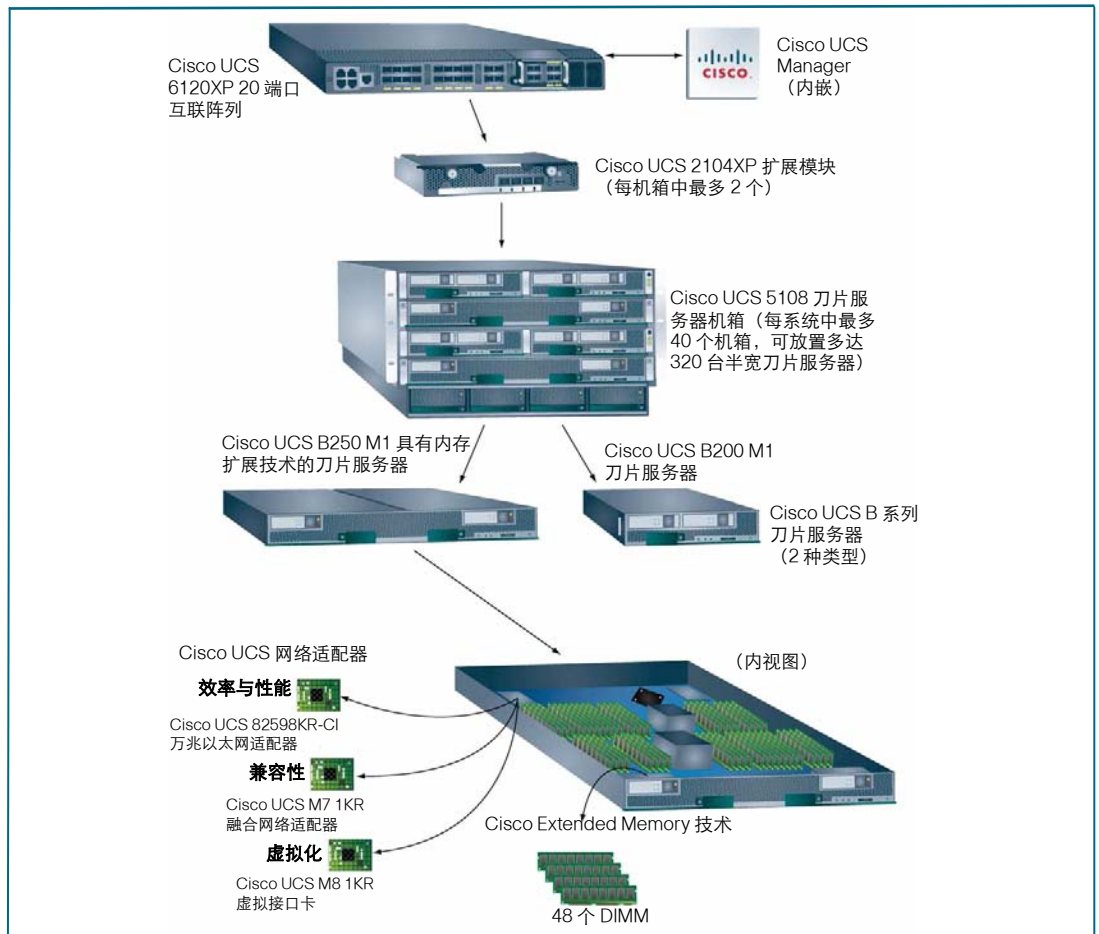 Cisco UCS
6120XP 20 端口
互联阵列
CISCO
Cisco UCS
Manager
（内嵌）
Cisco UCS 2104XP 扩展模块
（每机箱中最多 2 个）
Cisco UCS 5108 刀片服
务器机箱（每系统中最多
40 个机箱，可放置多达
320 台半宽刀片服务器）
Cisco UCS B250 M1 具有内存
扩展技术的刀片服务器
Cisco UCS B200 M1
刀片服务器
Cisco UCS B 系列
刀片服务器
（2 种类型）
Cisco UCS 网络适配器
（内视图）
效率与性能
Cisco UCS 82598KR-CI
万兆以太网适配器
兼容性
Cisco UCS M7 1KR
融合网络适配器
虚拟化
Cisco UCS M8 1KR
虚拟接口卡
Cisco Extended Memory 技术
48 个 DIMM